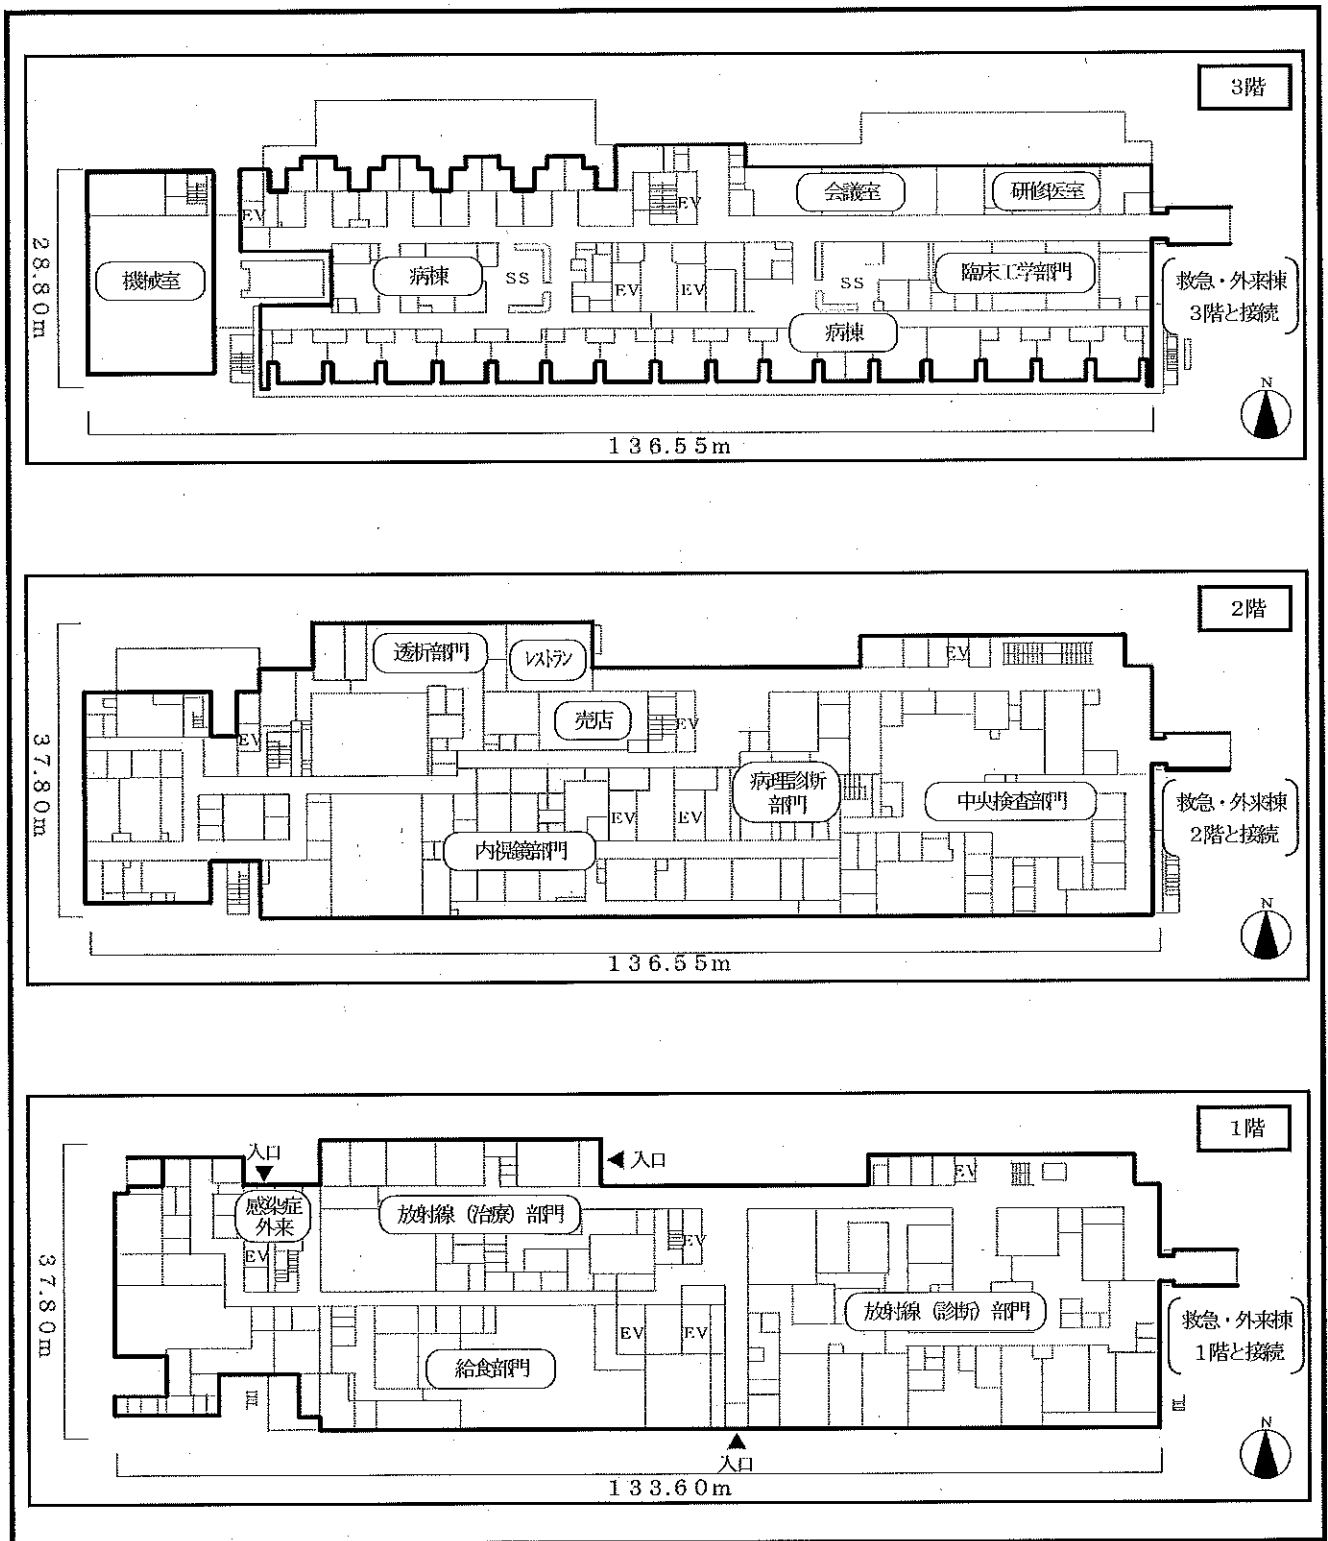 3階
会議室
研修医室
EV
EV
機械室
病棟
SS
EV
EV
SS
臨床工学部門
病棟
救急・外来棟
3階と接続
28.80m
N
136.55m
2階
透析部門
レストラン
EV
売店
EV
EV
病理診断
部門
EV
EV
中央検査部門
内視鏡部門
救急・外来棟
2階と接続
37.80m
N
136.55m
1階
入口
入口
EV
感染症
外来
放射線（治療）部門
EV
EV
放射線（診断）部門
EV
EV
給食部門
救急・外来棟
1階と接続
37.80m
N
入口
133.60m